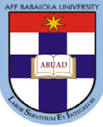 AFE BABALOLA UNIVERSITY
ABUAD
LABOR SERVITIUM ET INTEGRITAS